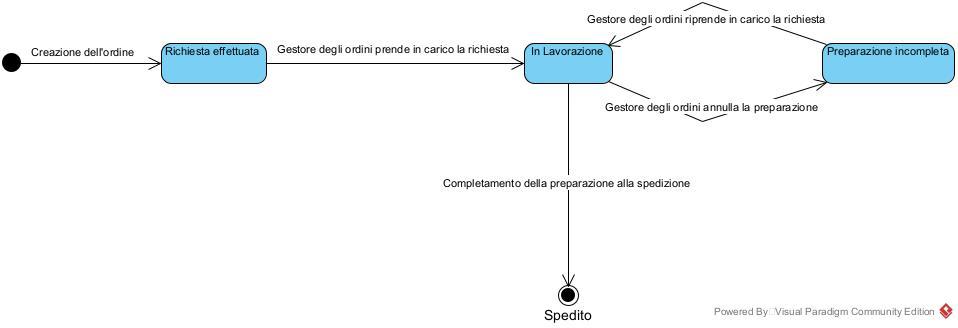 Gestore degli ordini riprende in carico la richiesta
Creazione dell'ordine
Richiesta effettuata
Gestore degli ordini prende in carico la richiesta
In Lavorazione
Preparazione incompleta
Gestore degli ordini annulla la preparazione
Completamento della preparazione alla spedizione
Spedito
Powered By Visual Paradigm Community Edition